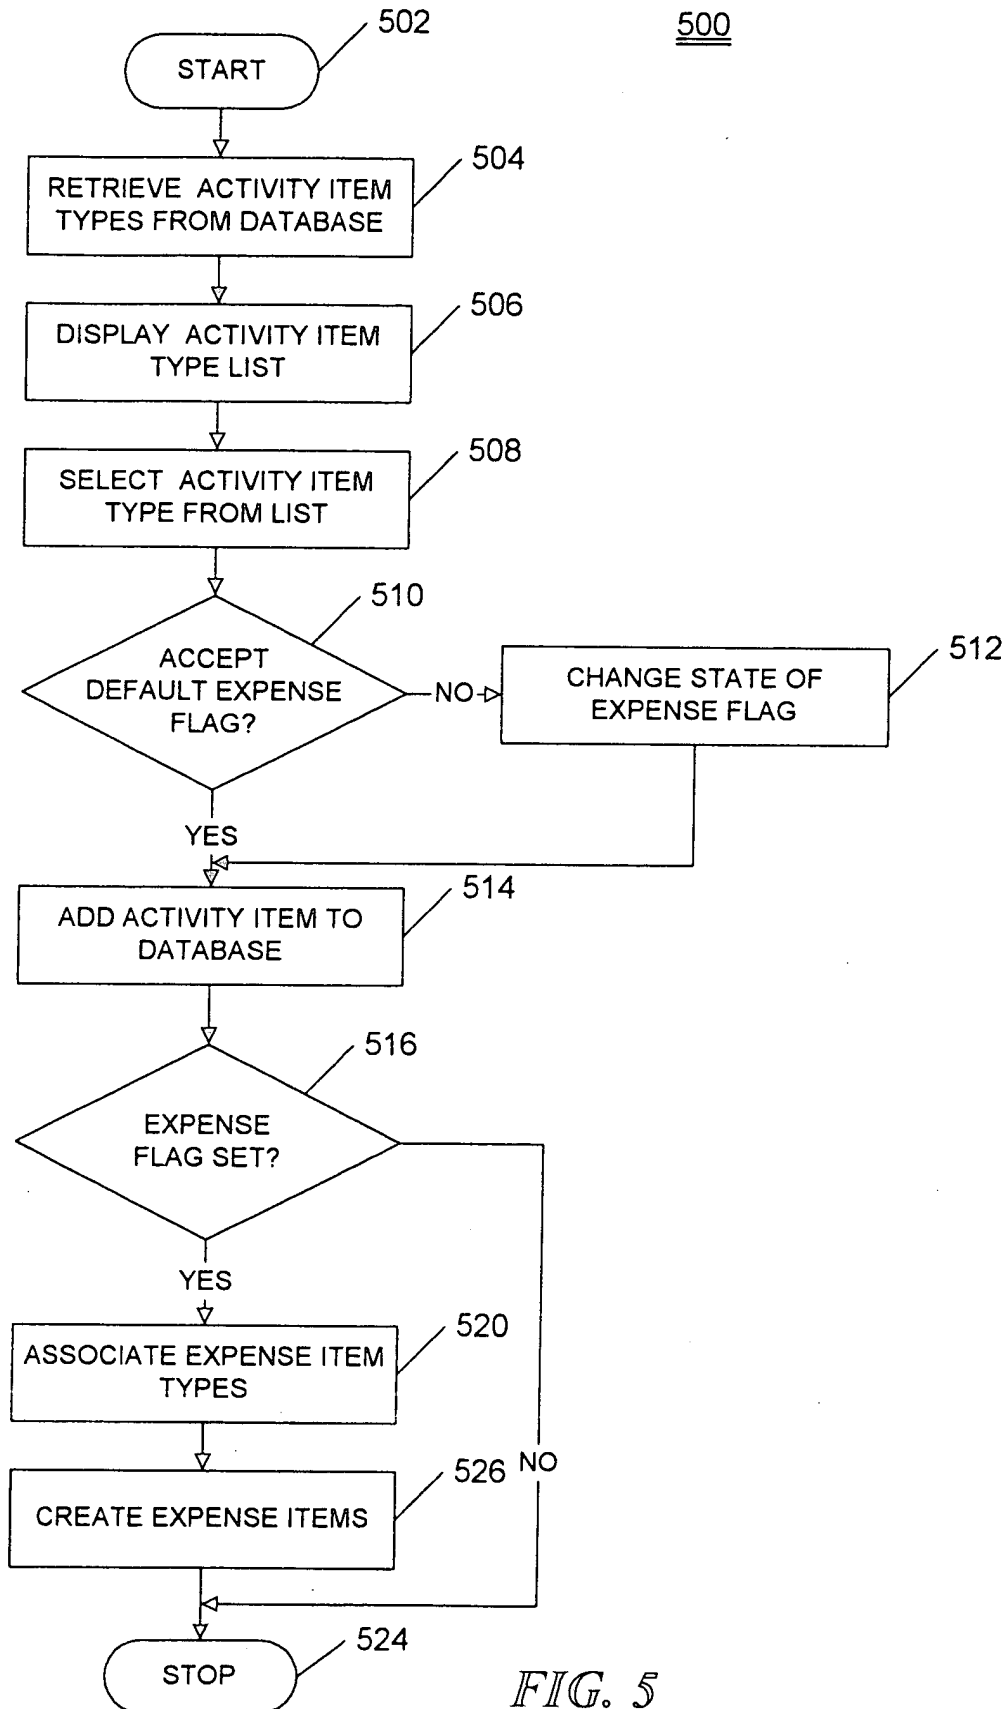 500
502
START
504
RETRIEVE ACTIVITY ITEM
TYPES FROM DATABASE
506
DISPLAY ACTIVITY ITEM
TYPE LIST
508
SELECT ACTIVITY ITEM
TYPE FROM LIST
510
ACCEPT
DEFAULT EXPENSE
FLAG?
NO
512
CHANGE STATE OF
EXPENSE FLAG
YES
514
ADD ACTIVITY ITEM TO
DATABASE
516
EXPENSE
FLAG SET?
YES
520
ASSOCIATE EXPENSE ITEM
TYPES
526
NO
CREATE EXPENSE ITEMS
524
STOP
FIG. 5